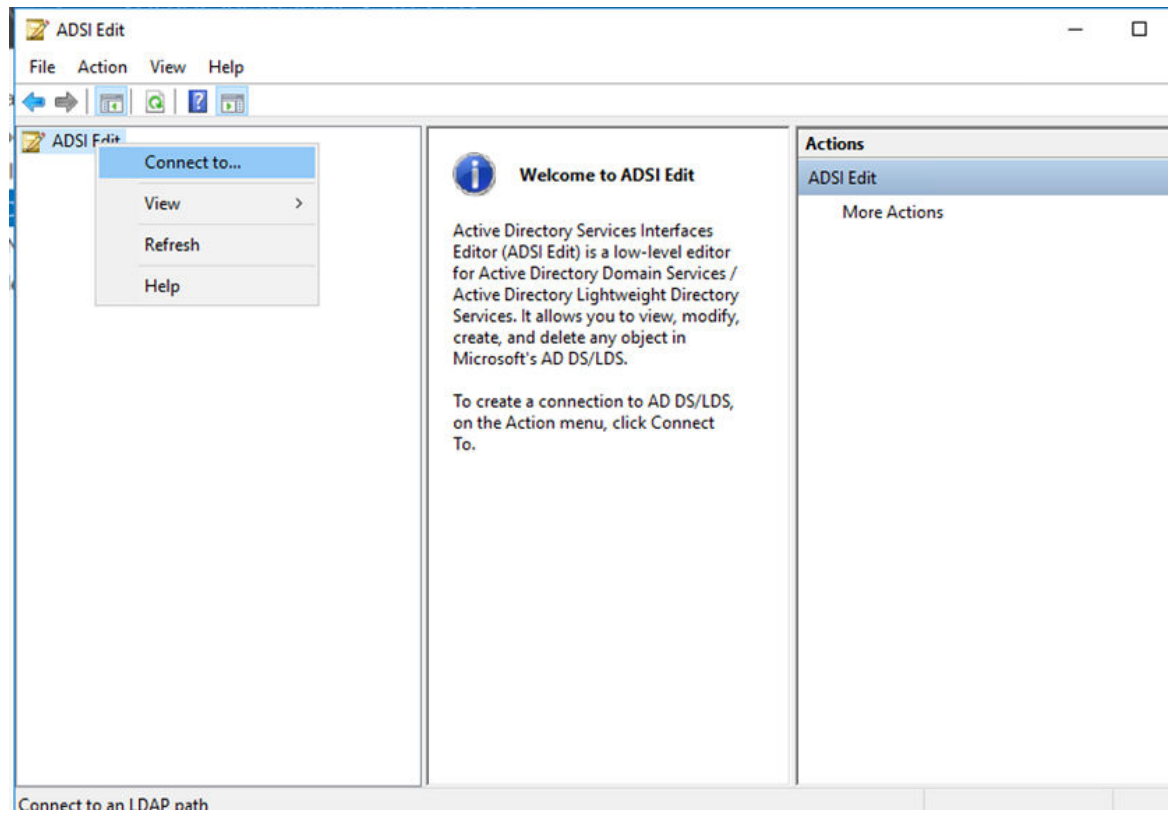 ADSI Edit
File Action View Help
ADSI Edit
Connect to...
View
Refresh
Help
Welcome to ADSI Edit
Active Directory Services Interfaces
Editor (ADSI Edit) is a low-level editor
for Active Directory Domain Services /
Active Directory Lightweight Directory
Services. It allows you to view, modify,
create, and delete any object in
Microsoft's AD DS/LDS.
To create a connection to AD DS/LDS,
on the Action menu, click Connect
To.
Actions
ADSI Edit
More Actions
Connect to an LDAP path